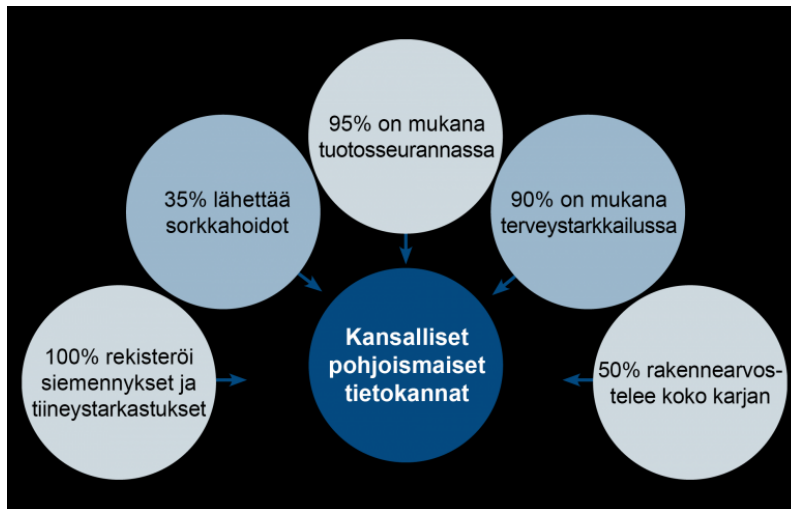 95% on mukana
tuotosseurannassa
35% lähettää
sorkkahoidot
90% on mukana
terveystarkkailussa
100% rekisteröi
siemennykset ja
tiineystarkastukset
Kansalliset
pohjoismaiset
tietokannat
50% rakennearvos-
telee koko karjan